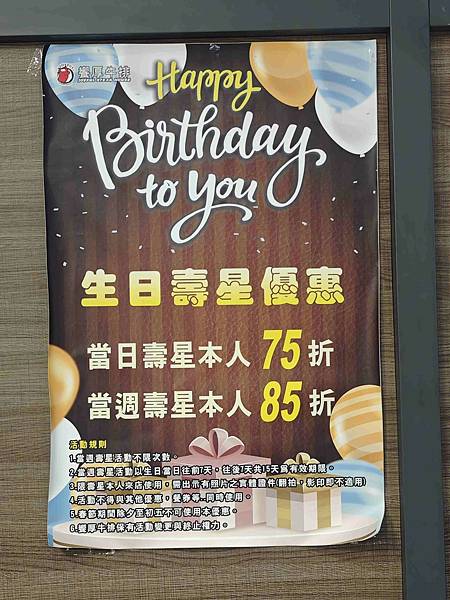 饗厚牛排
Happy
Birthday
to you
生日壽星優惠
當日壽星本人 75 折
當週壽星本人 85 折
活動規則
1.當週壽星活動不限次數。
2.當週壽星活動以生日當日往前7天，往後7天共15天為有效期限。
3.限壽星本人來店使用，需出示有照片之實體證件(翻拍，影印即不適用)
4.活動不得與其他優惠，餐券等..同時使用。
5.春節期間除夕至初五不可使用本優惠。
6.饗厚牛排保有活動變更與終止權力。